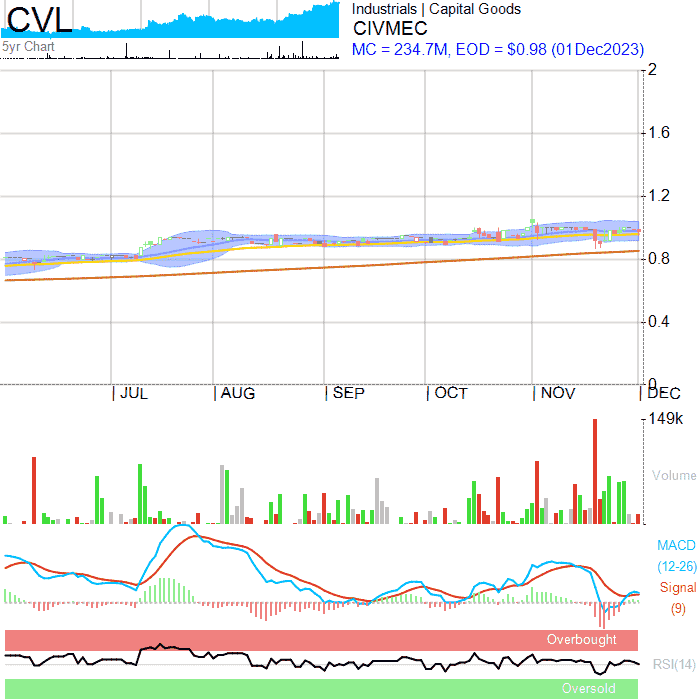 CVL
5yr Chart
Industrials | Capital Goods
CIVMEC
MC = 234.7M, EOD = $0.98 (01Dec2023)
2
1.6
1.2
0.8
0.4
0
JUL AUG SEP OCT NOV DEC
149k
Volume
MACD
(12-26)
Signal
(9)
Overbought
RSI(14)
Oversold